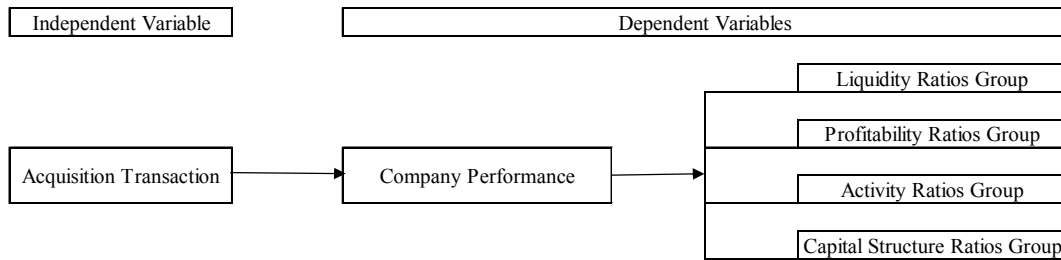 Independent Variable
Dependent Variables
Liquidity Ratios Group
Profitability Ratios Group
Acquisition Transaction
Company Performance
Activity Ratios Group
Capital Structure Ratios Group